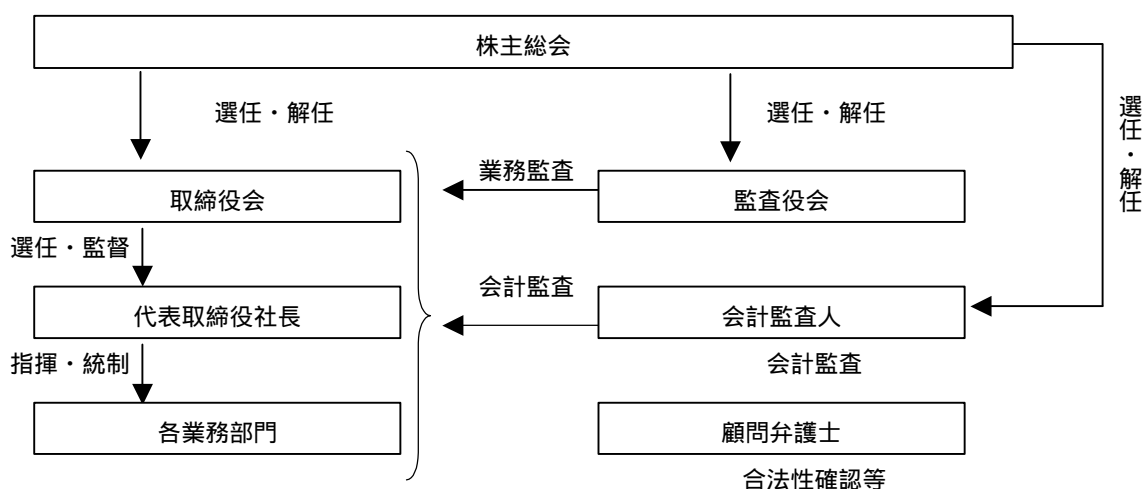 株主総会
選任・解任
選任・解任
選任・解任
取締役会
業務監査
監査役会
選任・監督
代表取締役社長
会計監査
会計監査人
会計監査
指揮・統制
各業務部門
顧問弁護士
合法性確認等